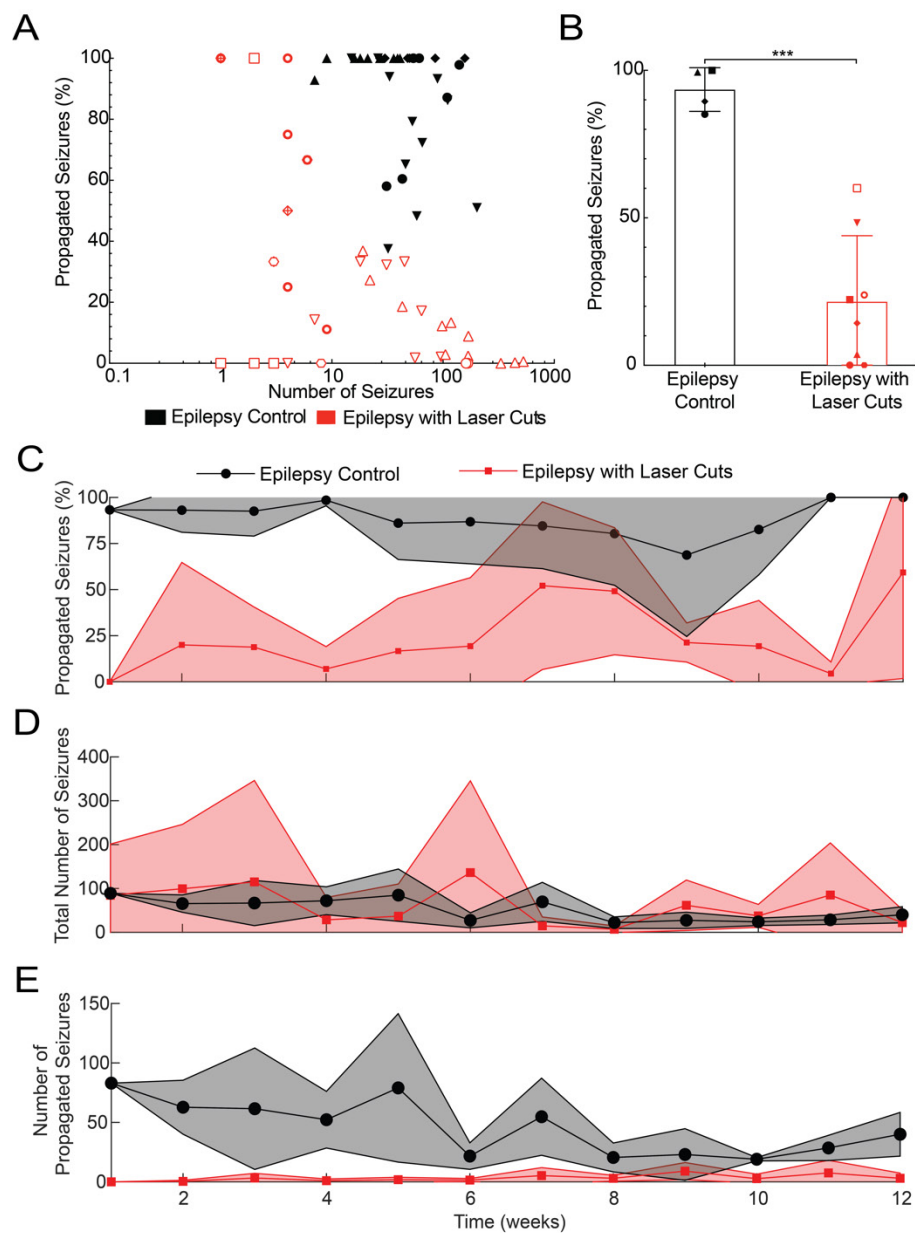 A
Propagated Seizures (%)
100
80
60
40
20
0
0.1
1
10
100
1000
Number of Seizures
Epilepsy Control
Epilepsy with Laser Cuts
B
***
Propagated Seizures (%)
100
50
0
Epilepsy
Control
Epilepsy with
Laser Cuts
C
Epilepsy Control
Epilepsy with Laser Cuts
Propagated Seizures (%)
100
75
50
25
0
D
Total Number of Seizures
400
300
200
100
0
E
Number of
Propagated Seizures
150
100
50
0
2
4
6
8
10
12
Time (weeks)